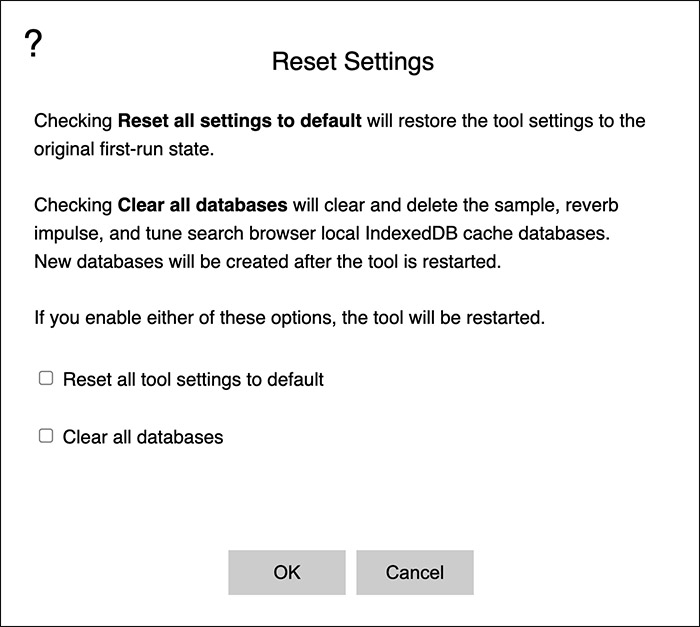 ?
Reset Settings
Checking Reset all settings to default will restore the tool settings to the
original first-run state.
Checking Clear all databases will clear and delete the sample, reverb
impulse, and tune search browser local IndexedDB cache databases.
New databases will be created after the tool is restarted.
If you enable either of these options, the tool will be restarted.
Reset all tool settings to default
Clear all databases
OK Cancel